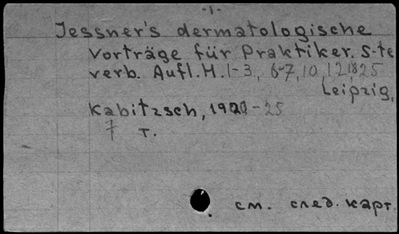 -1-
Jessner's dermatologische
Vorträge für Praktiker. 5-te
verb. Aufl. H. 1-3, 6-7, 10, 12, 18, 25
Leipzig,
Kabitzsch, 1920-25
7 т.
см. след. карт.